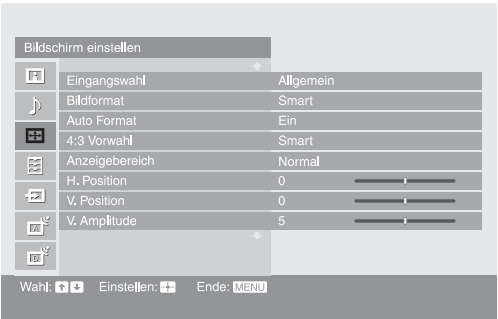 Bildschirm einstellen
Eingangswahl Allgemein
Bildformat Smart
Auto Format Ein
4:3 Vorwahl Smart
Anzeigebereich Normal
H. Position 0
V. Position 0
V. Amplitude 5
Wahl: Einstellen: Ende: MENU